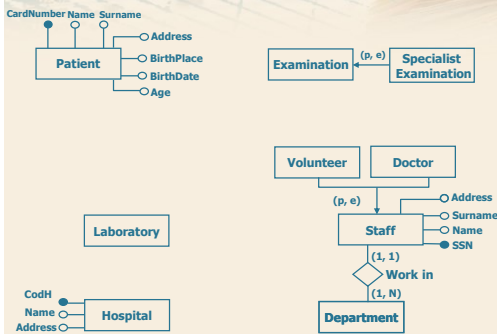 CardNumber Name Surname
Address
Patient
BirthPlace
BirthDate
Age
Examination
(p, e)
Specialist
Examination
Volunteer
Doctor
(p, e)
Address
Surname
Staff
Name
SSN
Laboratory
(1, 1)
Work in
(1, N)
CodH
Name
Hospital
Address
Department